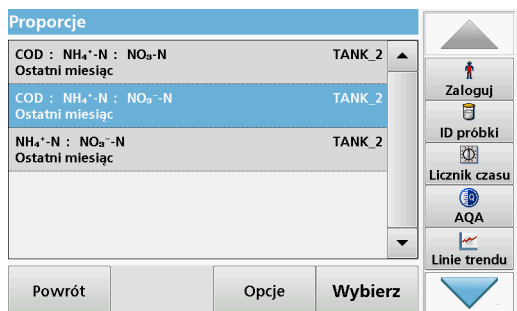 Proporjcje
COD : NH₄⁺-N : NO₃-N TANK_2
Ostatni miesiąc
COD : NH₄⁺-N : NO₃⁻-N TANK_2
Ostatni miesiąc
NH₄⁺-N : NO₃⁻-N TANK_2
Ostatni miesiąc
Powrót
Opcje
Wybierz
Zaloguj
ID próbki
Licznik czasu
AQA
Linie trendu